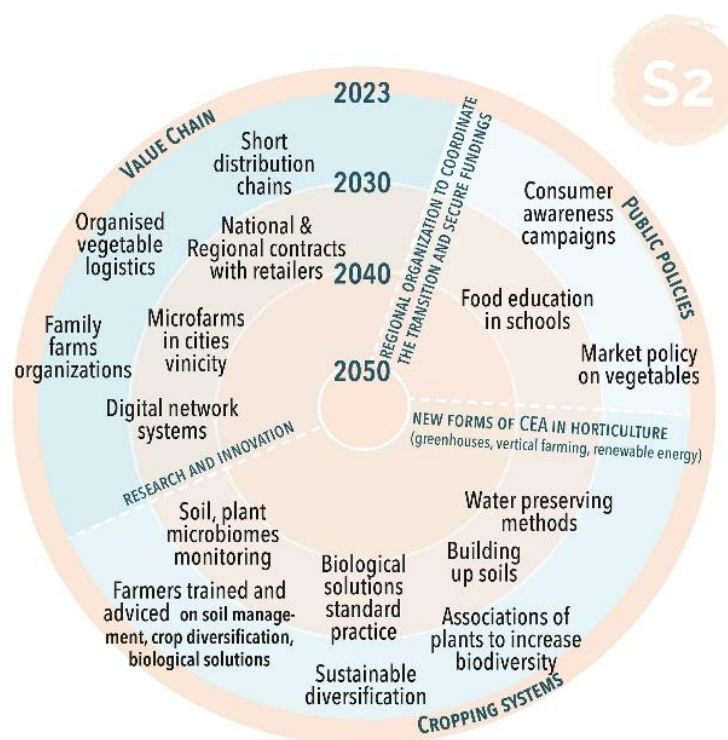 S2
2023
2030
2040
2050
VALUE CHAIN
Short
distribution
chains
Organised
vegetable
logistics
National &
Regional contracts
with retailers
Family
farms
organizations
Microfarms
in cities
vinicity
Digital network
systems
REGIONAL ORGANIZATION TO COORDINATE
THE TRANSITION AND SECURE FUNDINGS
PUBLIC POLICIES
Consumer
awareness
campaigns
Food education
in schools
Market policy
on vegetables
NEW FORMS OF CEA IN HORTICULTURE
(greenhouses, vertical farming, renewable energy)
RESEARCH AND INNOVATION
Soil, plant
microbiomes
monitoring
Farmers trained and
adviced on soil manage-
ment, crop diversification,
biological solutions
Biological
solutions
standard
practice
Water preserving
methods
Building
up soils
Associations of
plants to increase
biodiversity
Sustainable
diversification
CROPPING SYSTEMS